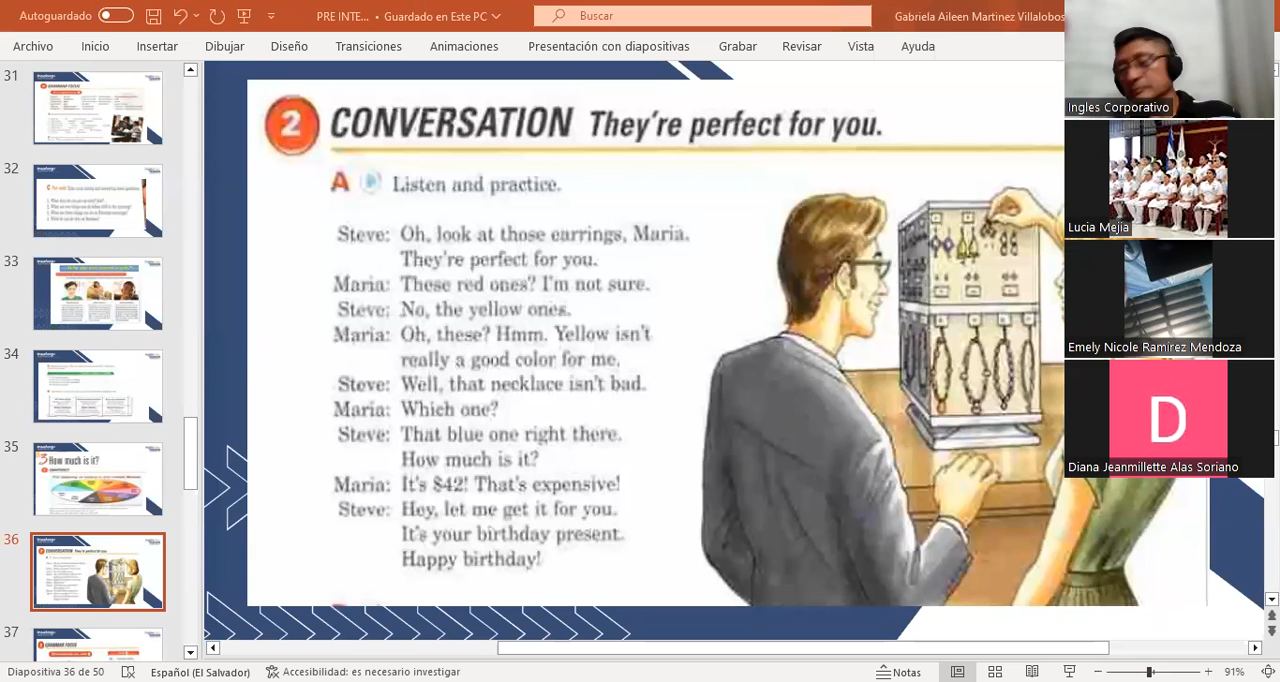 Autoguardado
PRE INTE... • Guardado en Este PC
Buscar
Gabriela Aileen Martinez Villalobos
Archivo Inicio Insertar Dibujar Diseño Transiciones Animaciones Presentación con diapositivas Grabar Revisar Vista Ayuda
31
32
33
34
35
How much is it?
36
37
2 CONVERSATION They're perfect for you.
A Listen and practice.
Steve: Oh, look at those earrings, Maria.
They're perfect for you.
Maria: These red ones? I'm not sure.
Steve: No, the yellow ones.
Maria: Oh, these? Hmm. Yellow isn't
really a good color for me.
Steve: Well, that necklace isn't bad.
Maria: Which one?
Steve: That blue one right there.
How much is it?
Maria: It's $42! That's expensive!
Steve: Hey, let me get it for you.
It's your birthday present.
Happy birthday!
Ingles Corporativo
Lucia Mejia
Emely Nicole Ramirez Mendoza
D
Diana Jeanmillette Alas Soriano
Diapositiva 36 de 50 Español (El Salvador) Accesibilidad: es necesario investigar Notas 91%